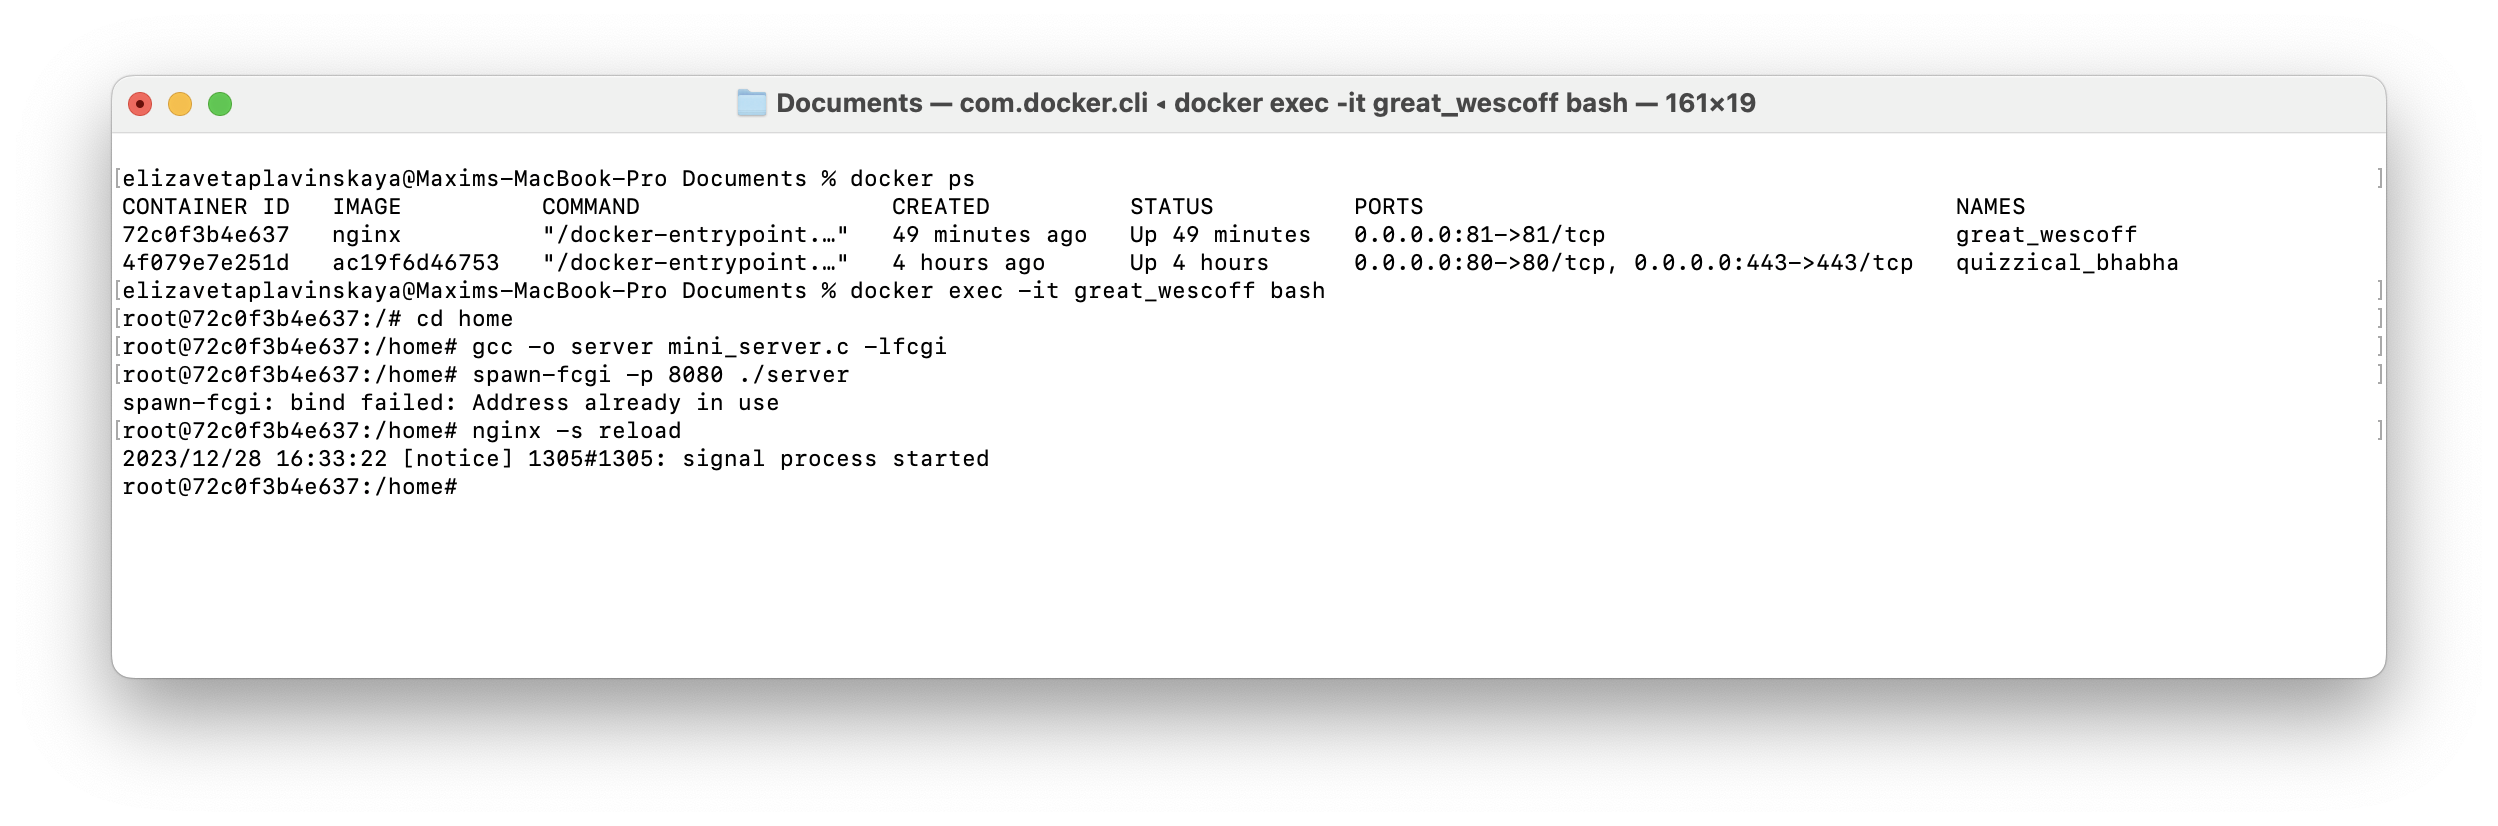 Documents — com.docker.cli ◂ docker exec -it great_wescoff bash — 161×19
[elizavetaplavinskaya@Maxims-MacBook-Pro Documents % docker ps ]
CONTAINER ID   IMAGE          COMMAND                  CREATED          STATUS          PORTS                                      NAMES
72c0f3b4e637   nginx          "/docker-entrypoint.…"   49 minutes ago   Up 49 minutes   0.0.0.0:81->81/tcp                         great_wescoff
4f079e7e251d   ac19f6d46753   "/docker-entrypoint.…"   4 hours ago      Up 4 hours      0.0.0.0:80->80/tcp, 0.0.0.0:443->443/tcp   quizzical_bhabha
[elizavetaplavinskaya@Maxims-MacBook-Pro Documents % docker exec -it great_wescoff bash ]
[root@72c0f3b4e637:/# cd home ]
[root@72c0f3b4e637:/home# gcc -o server mini_server.c -lfcgi ]
[root@72c0f3b4e637:/home# spawn-fcgi -p 8080 ./server ]
spawn-fcgi: bind failed: Address already in use
[root@72c0f3b4e637:/home# nginx -s reload ]
2023/12/28 16:33:22 [notice] 1305#1305: signal process started
root@72c0f3b4e637:/home#